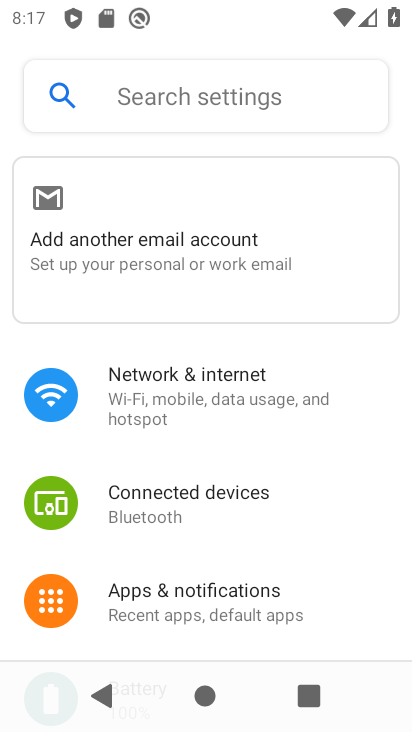 8:17
Search settings
Add another email account
Set up your personal or work email
Network & internet
Wi-Fi, mobile, data usage, and
hotspot
Connected devices
Bluetooth
Apps & notifications
Recent apps, default apps
Battery
100%